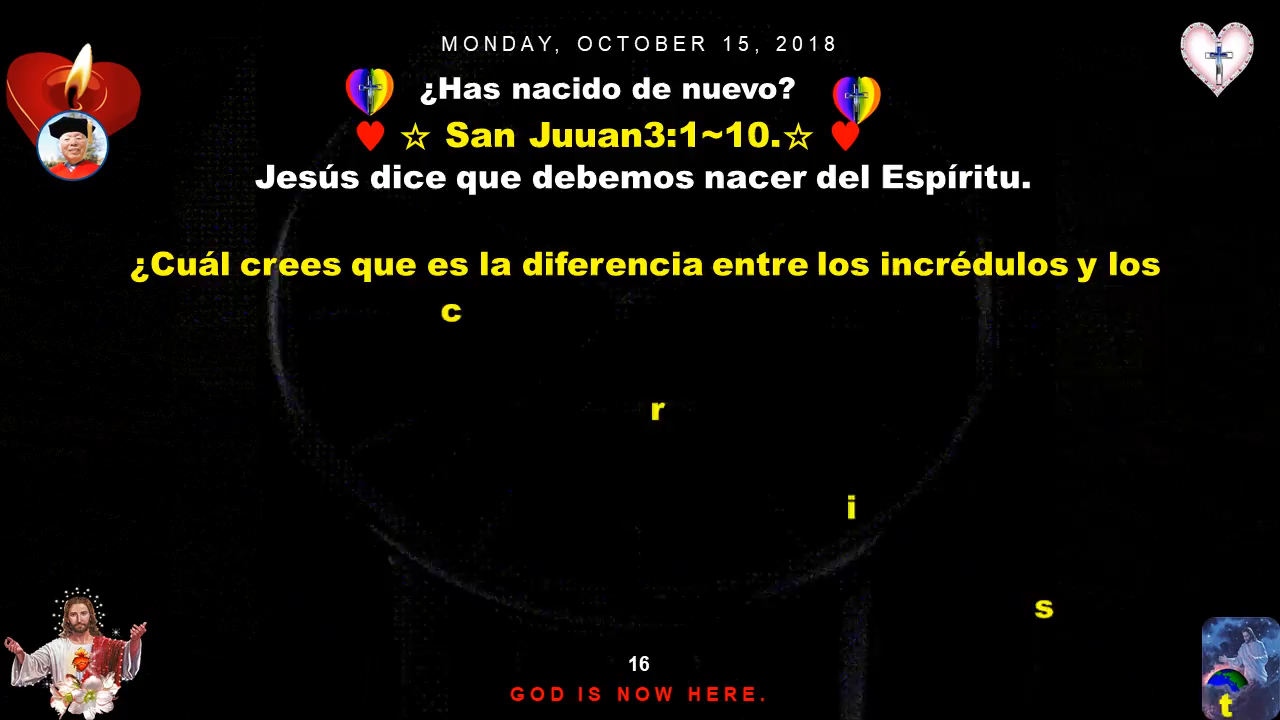 MONDAY, OCTOBER 15, 2018
¿Has nacido de nuevo?
♥ ☆ San Juuan3:1~10.☆ ♥
Jesús dice que debemos nacer del Espíritu.
¿Cuál crees que es la diferencia entre los incrédulos y los
c
r
i
s
t
16
GOD IS NOW HERE.